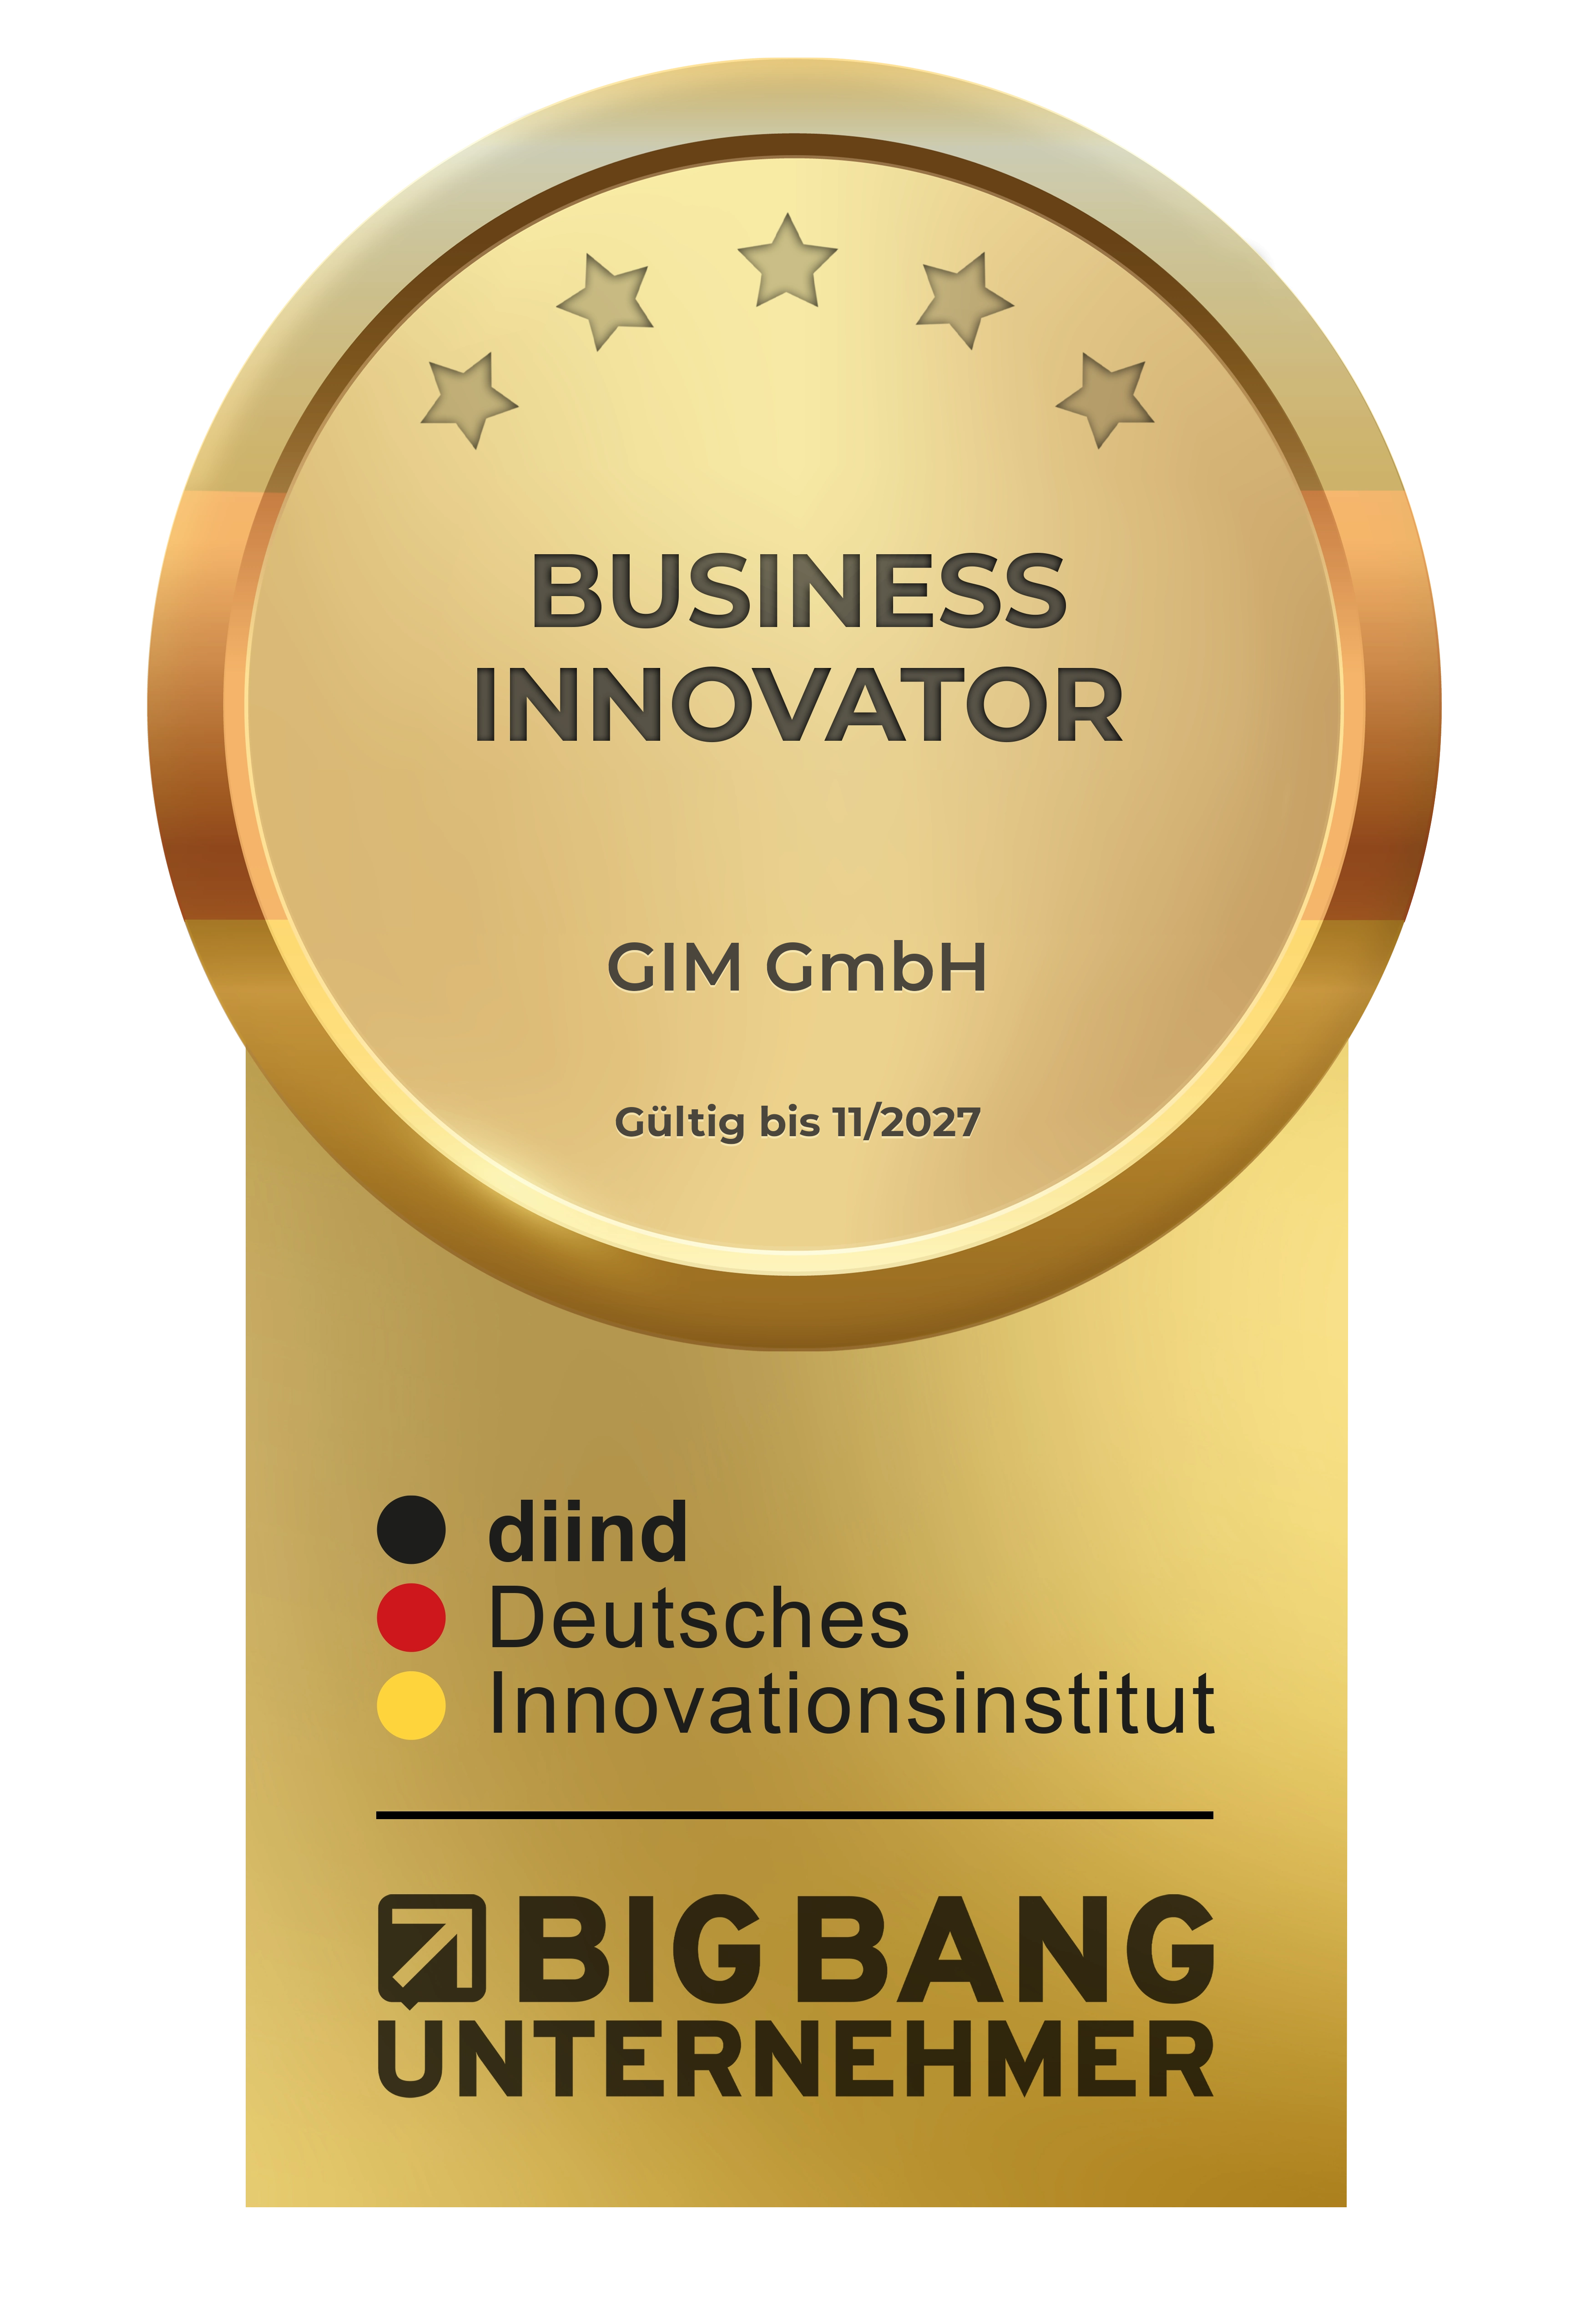 BUSINESS
INNOVATOR
GIM GmbH
Gültig bis 11/2027
diind
Deutsches
Innovationsinstitut
BIG BANG
UNTERNEHMER